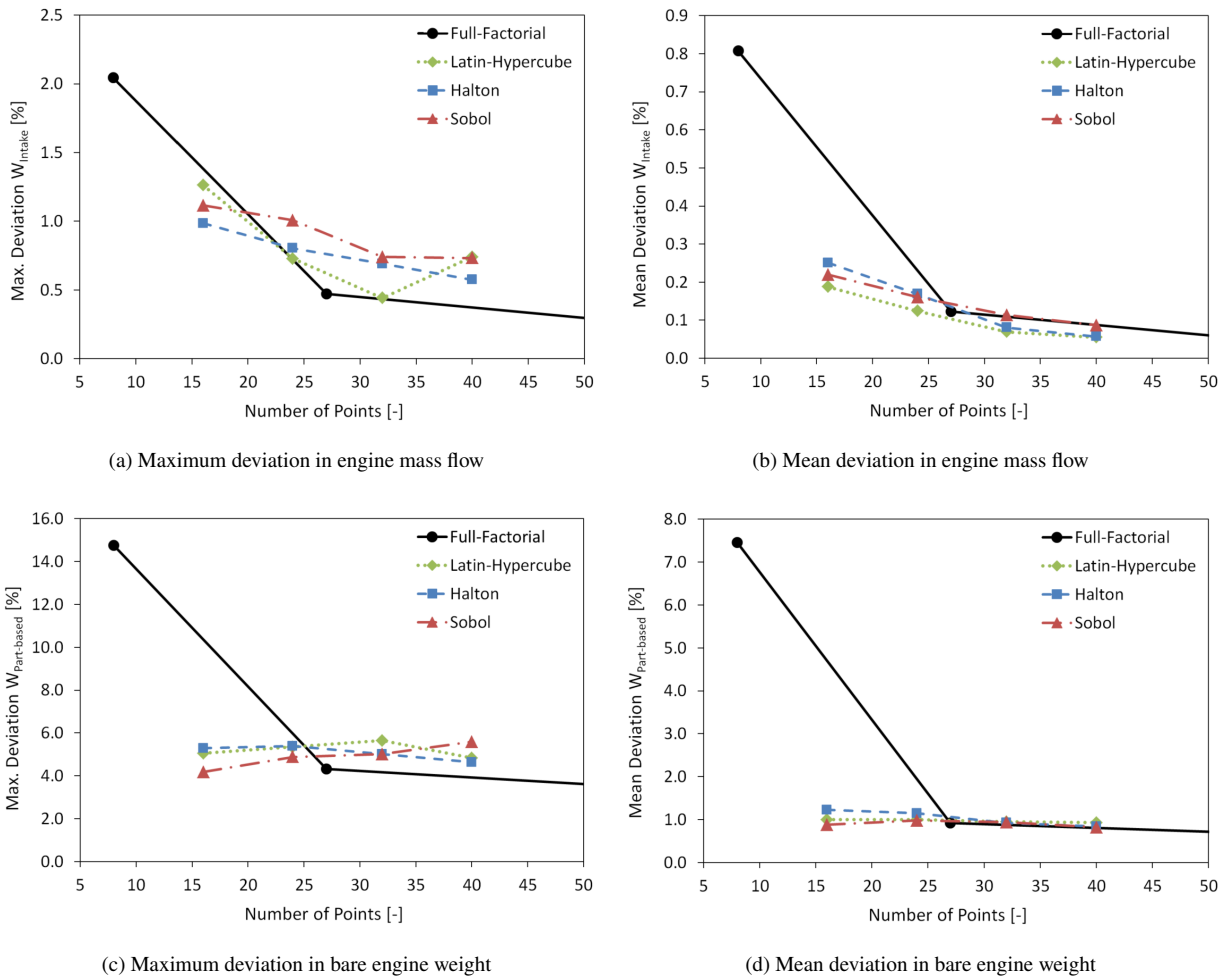 2.5
2.0
1.5
1.0
0.5
0.0
Max. Deviation W_Intake [%]
5 10 15 20 25 30 35 40 45 50
Number of Points [-]
Full-Factorial
Latin-Hypercube
Halton
Sobol
(a) Maximum deviation in engine mass flow
0.9
0.8
0.7
0.6
0.5
0.4
0.3
0.2
0.1
0.0
Mean Deviation W_Intake [%]
5 10 15 20 25 30 35 40 45 50
Number of Points [-]
Full-Factorial
Latin-Hypercube
Halton
Sobol
(b) Mean deviation in engine mass flow
16.0
14.0
12.0
10.0
8.0
6.0
4.0
2.0
0.0
Max. Deviation W_Part-based [%]
5 10 15 20 25 30 35 40 45 50
Number of Points [-]
Full-Factorial
Latin-Hypercube
Halton
Sobol
(c) Maximum deviation in bare engine weight
8.0
7.0
6.0
5.0
4.0
3.0
2.0
1.0
0.0
Mean Deviation W_Part-based [%]
5 10 15 20 25 30 35 40 45 50
Number of Points [-]
Full-Factorial
Latin-Hypercube
Halton
Sobol
(d) Mean deviation in bare engine weight